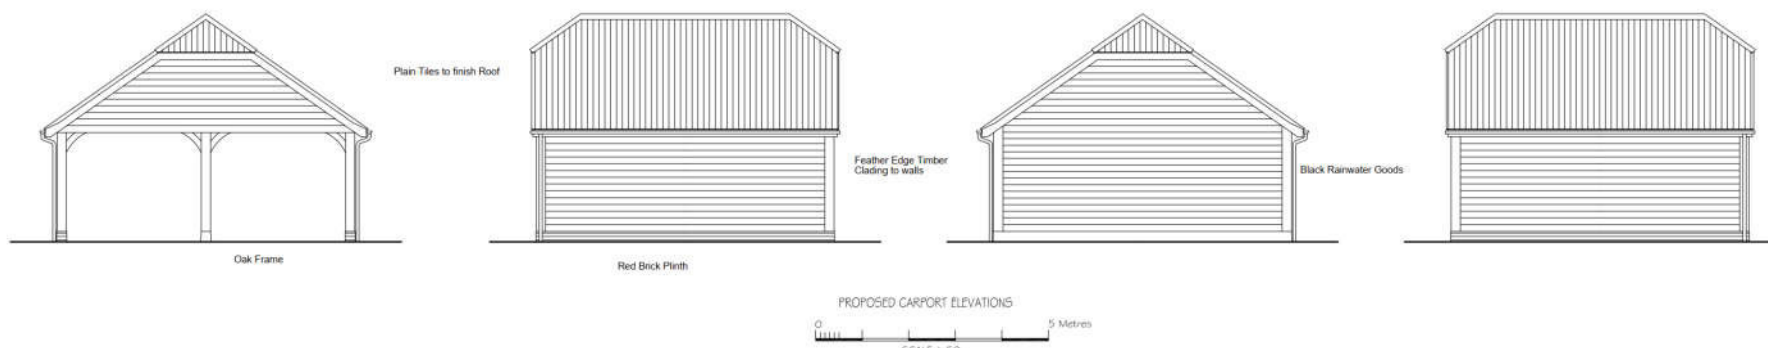 Plain Tiles to finish Roof
Feather Edge Timber
Clading to walls
Black Rainwater Goods
Oak Frame
Red Brick Plinth
PROPOSED CARPORT ELEVATIONS
0 5 Metres